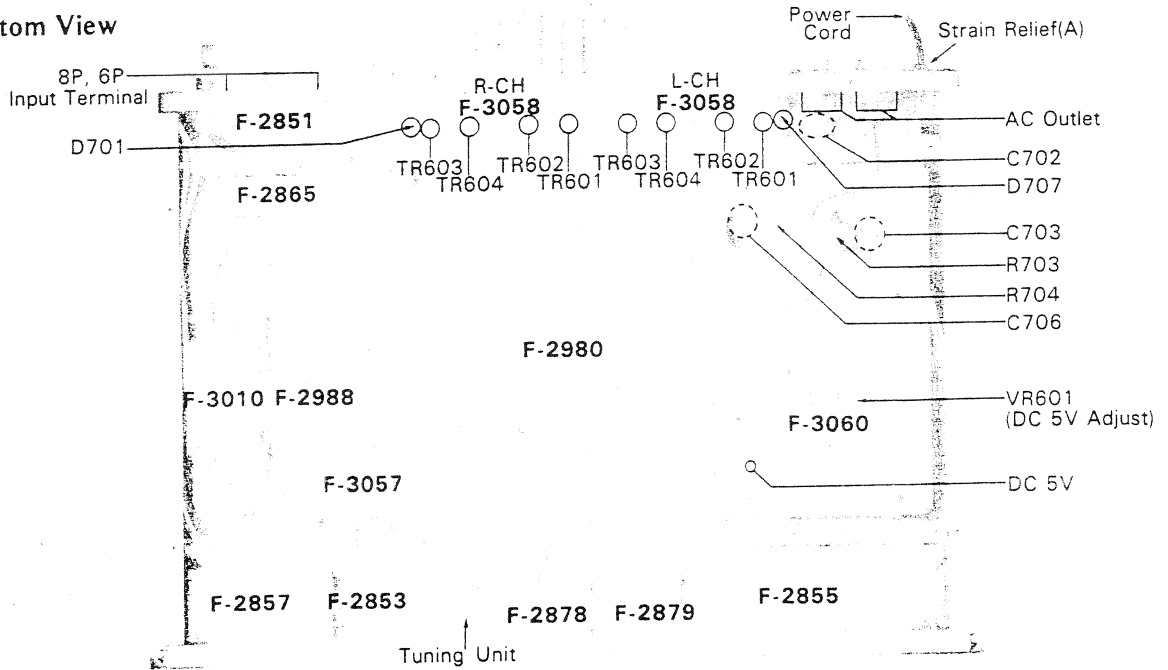 tom View
Power
Cord
Strain Relief(A)
8P, 6P
Input Terminal
R-CH
F-3058
L-CH
F-3058
F-2851
AC Outlet
D701
TR603
TR604
TR602
TR601
TR603
TR604
TR602
TR601
C702
D707
F-2865
C703
R703
R704
C706
F-2980
F-3010 F-2988
VR601
(DC 5V Adjust)
F-3060
F-3057
DC 5V
F-2857
F-2853
F-2878
F-2879
F-2855
Tuning Unit